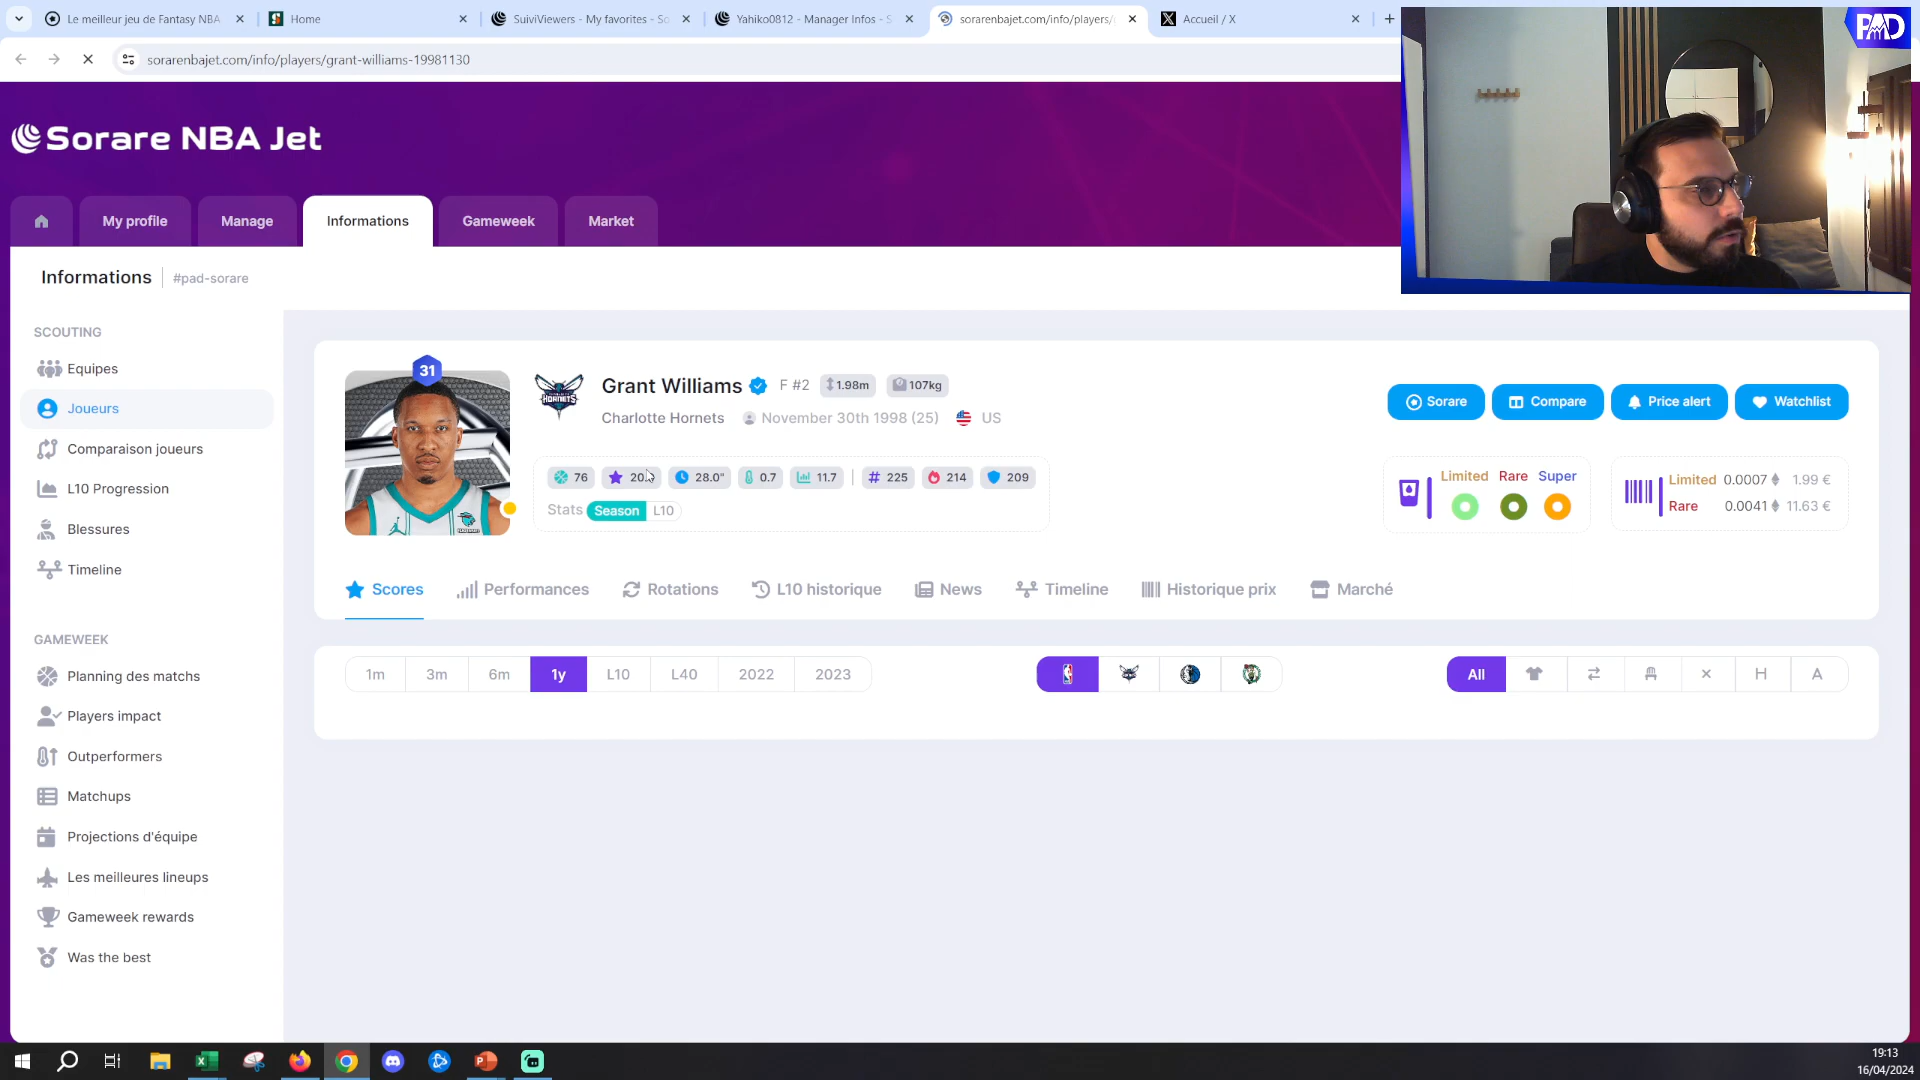 Le meilleur jeu de Fantasy NBA
Home
SuiviViewers - My favorites - So
Yahiko0812 - Manager Infos - S
sorarenbajet.com/info/players/
Accueil / X
sorarenbajet.com/info/players/grant-williams-19981130
PAD
Sorare NBA Jet
My profile
Manage
Informations
Gameweek
Market
Informations
#pad-sorare
SCOUTING
Equipes
Joueurs
Comparaison joueurs
L10 Progression
Blessures
Timeline
GAMEWEEK
Planning des matchs
Players impact
Outperformers
Matchups
Projections d'équipe
Les meilleures lineups
Gameweek rewards
Was the best
31
Grant Williams F #2 1.98m 107kg
Charlotte Hornets November 30th 1998 (25) US
76 28.0" 0.7 11.7 # 225 214 209
Stats Season L10
Sorare
Compare
Price alert
Watchlist
Limited Rare Super
Limited 0.0007 1.99 €
Rare 0.0041 11.63 €
Scores
Performances
Rotations
L10 historique
News
Timeline
Historique prix
Marché
1m 3m 6m 1y L10 L40 2022 2023
All H A
19:13
16/04/2024